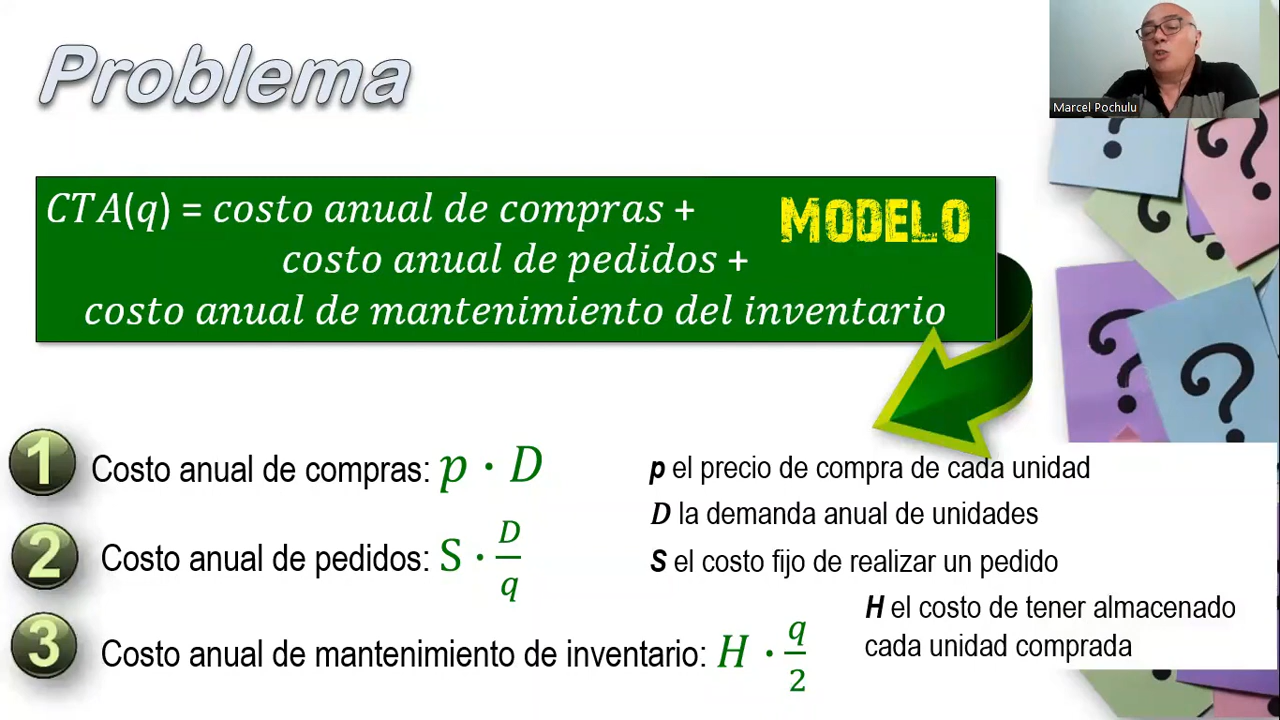 Problema
Marcel Pochulu
CTA(q) = costo anual de compras +
MODELO
costo anual de pedidos +
costo anual de mantenimiento del inventario
1 Costo anual de compras: p · D
p el precio de compra de cada unidad
D la demanda anual de unidades
2 Costo anual de pedidos: S · D/q
S el costo fijo de realizar un pedido
H el costo de tener almacenado
cada unidad comprada
3 Costo anual de mantenimiento de inventario: H · q/2
? ? ? ? ?